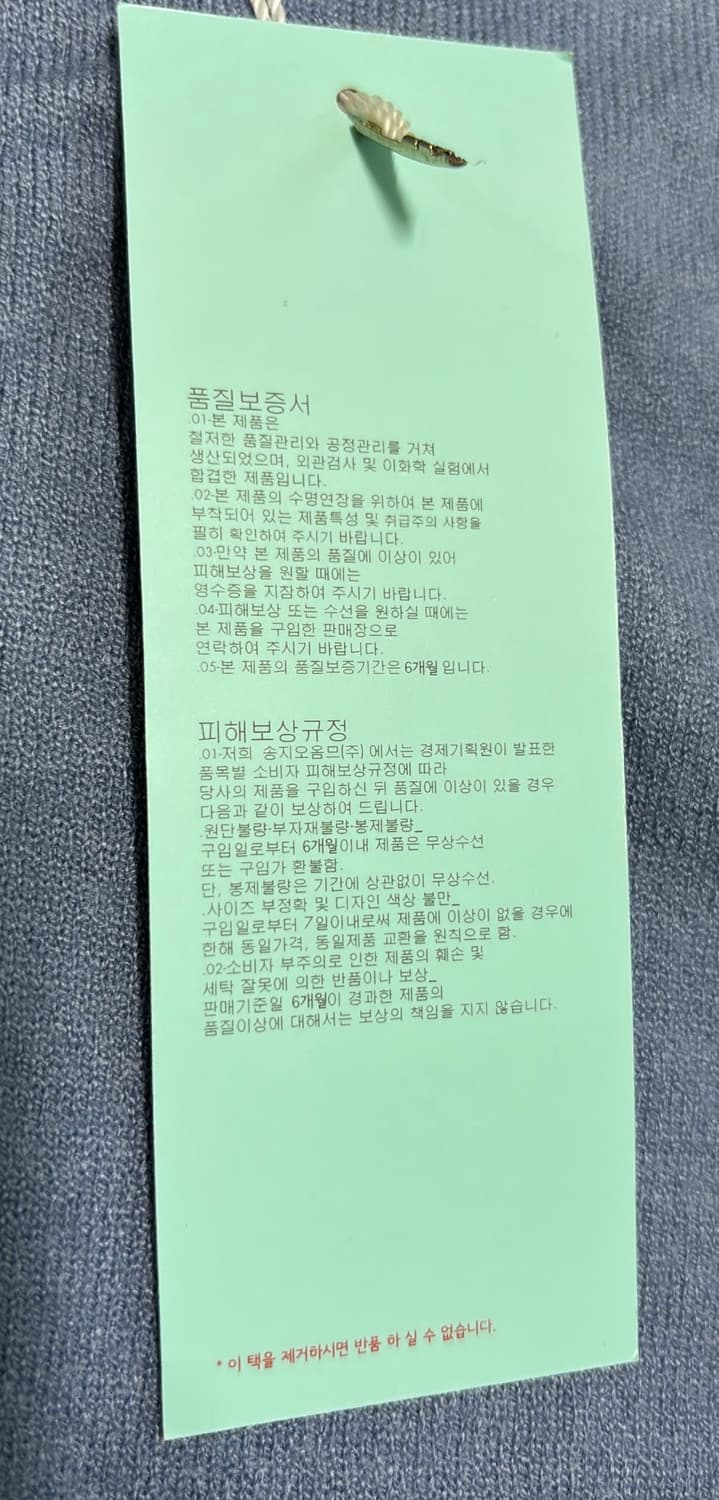 품질보증서
.01-본 제품은
철저한 품질관리와 공정관리를 거쳐
생산되었으며, 외관검사 및 이화학 실험에서
합겹한 제품입니다.
.02-본 제품의 수명연장을 위하여 본 제품에
부착되어 있는 제품특성 및 취급주의 사항을
필히 확인하여 주시기 바랍니다.
.03-만약 본 제품의 품질에 이상이 있어
피해보상을 원할 때에는
영수증을 지잠하여 주시기 바랍니다.
.04-피해보상 또는 수선을 원하실 때에는
본 제품을 구입한 판매장으로
연락하여 주시기 바랍니다.
.05-본 제품의 품질보증기간은 6개월 입니다.
피해보상규정
.01-저희 송지오옴므(주) 에서는 경제기획원이 발표한
품목별 소비자 피해보상규정에 따라
당사의 제품을 구입하신 뒤 품질에 이상이 있을 경우
다음과 같이 보상하여 드립니다.
.원단불량-부자재불량-봉제불량_
구입일로부터 6개월이내 제품은 무상수선
또는 구입가 환불함.
단, 봉제불량은 기간에 상관없이 무상수선.
.사이즈 부정확 및 디자인 색상 불만_
구입일로부터 7일이내로써 제품에 이상이 없을 경우에
한해 동일가격, 동일제품 교환을 원칙으로 함.
.02-소비자 부주의로 인한 제품의 훼손 및
세탁 잘못에 의한 반품이나 보상_
판매기준일 6개월이 경과한 제품의
품질이상에 대해서는 보상의 책임을 지지 않습니다.
* 이 택을 제거하시면 반품 하 실 수 없습니다.